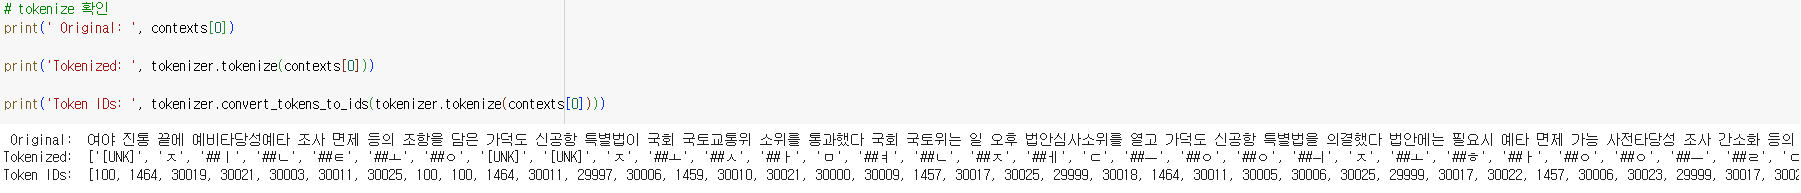 # tokenize 확인
print(' Original: ', contexts[0])
print('Tokenized: ', tokenizer.tokenize(contexts[0]))
print('Token IDs: ', tokenizer.convert_tokens_to_ids(tokenizer.tokenize(contexts[0])))
Original: 여야 진통 끝에 예비타당성예타 조사 면제 등의 조항을 담은 가덕도 신공항 특별법이 국회 국토교통위 소위를 통과했다 국회 국토위는 일 오후 법안심사소위를 열고 가덕도 신공항 특별법을 의결했다 법안에는 필요시 예타 면제 가능 사전타당성 조사 간소화 등의
Tokenized: ['[UNK]', 'ㅈ', '##ㅣ', '##ㄴ', '##ㅌ', '##ㅗ', '##ㅇ', '[UNK]', '[UNK]', 'ㅈ', '##ㅗ', '##ㅅ', '##ㅏ', 'ㅁ', '##ㅕ', '##ㄴ', '##ㅈ', '##ㅔ', 'ㄷ', '##ㅡ', '##ㅇ', '##ㅇ', '##ㅢ', 'ㅈ', '##ㅗ', '##ㅎ', '##ㅏ', '##ㅇ', '##ㅇ', '##ㅡ', '##ㄹ', 'ㄷ
Token IDs: [100, 1464, 30019, 30021, 30003, 30011, 30025, 100, 100, 1464, 30011, 29997, 30006, 1459, 30010, 30021, 30000, 30009, 1457, 30017, 30025, 29999, 30018, 1464, 30011, 30005, 30006, 30025, 29999, 30017, 30022, 1457, 30006, 30023, 29999, 30017, 3002